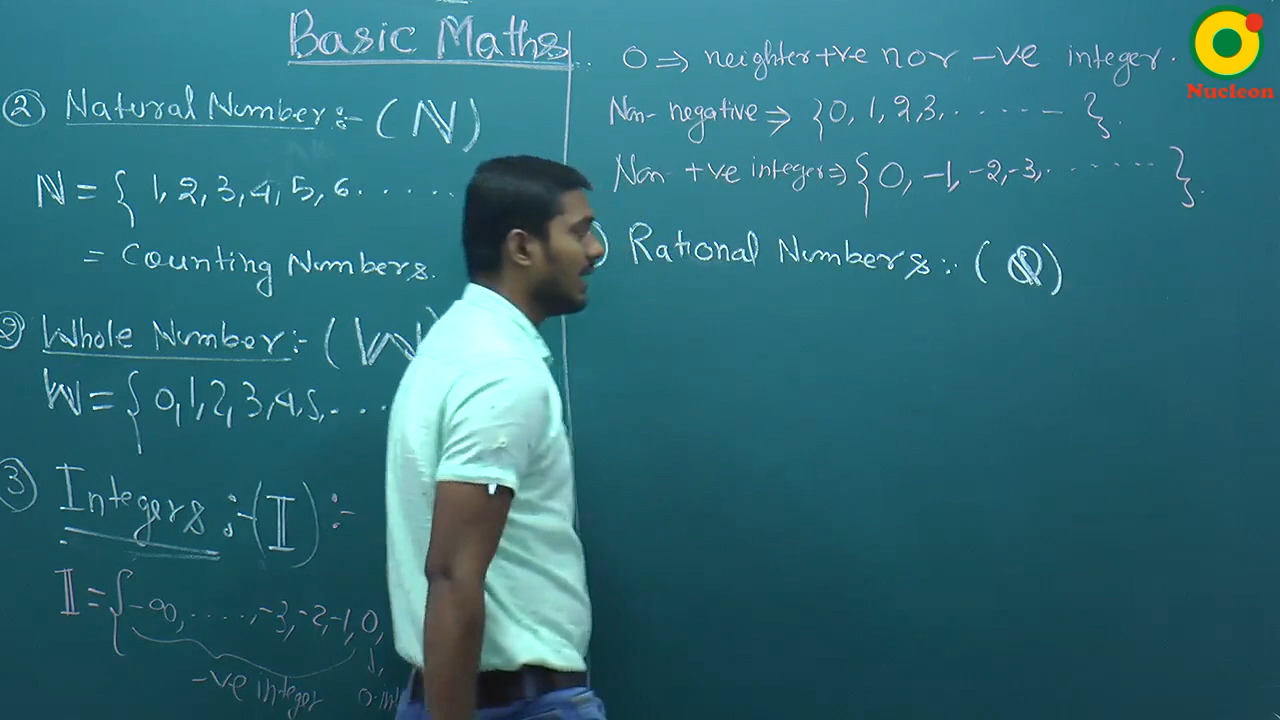 Basic Maths
② Natural Number :- (N)
N = { 1, 2, 3, 4, 5, 6 . . . . .
= Counting Numbers.
② Whole Number :- (W
W = { 0, 1, 2, 3, 4, 5, . . . .
③ Integers :- (I) :-
I = { -∞, . . . . . , -3, -2, -1, 0,
-ve integer
0 ⇒ neighter +ve nor -ve integer.
Non- negative ⇒ {0, 1, 2, 3, . . . . . . - }.
Non +ve integer ⇒ { 0, -1, -2, -3, . . . . . . . }.
) Rational Numbers :- ( Q )
Nucleon